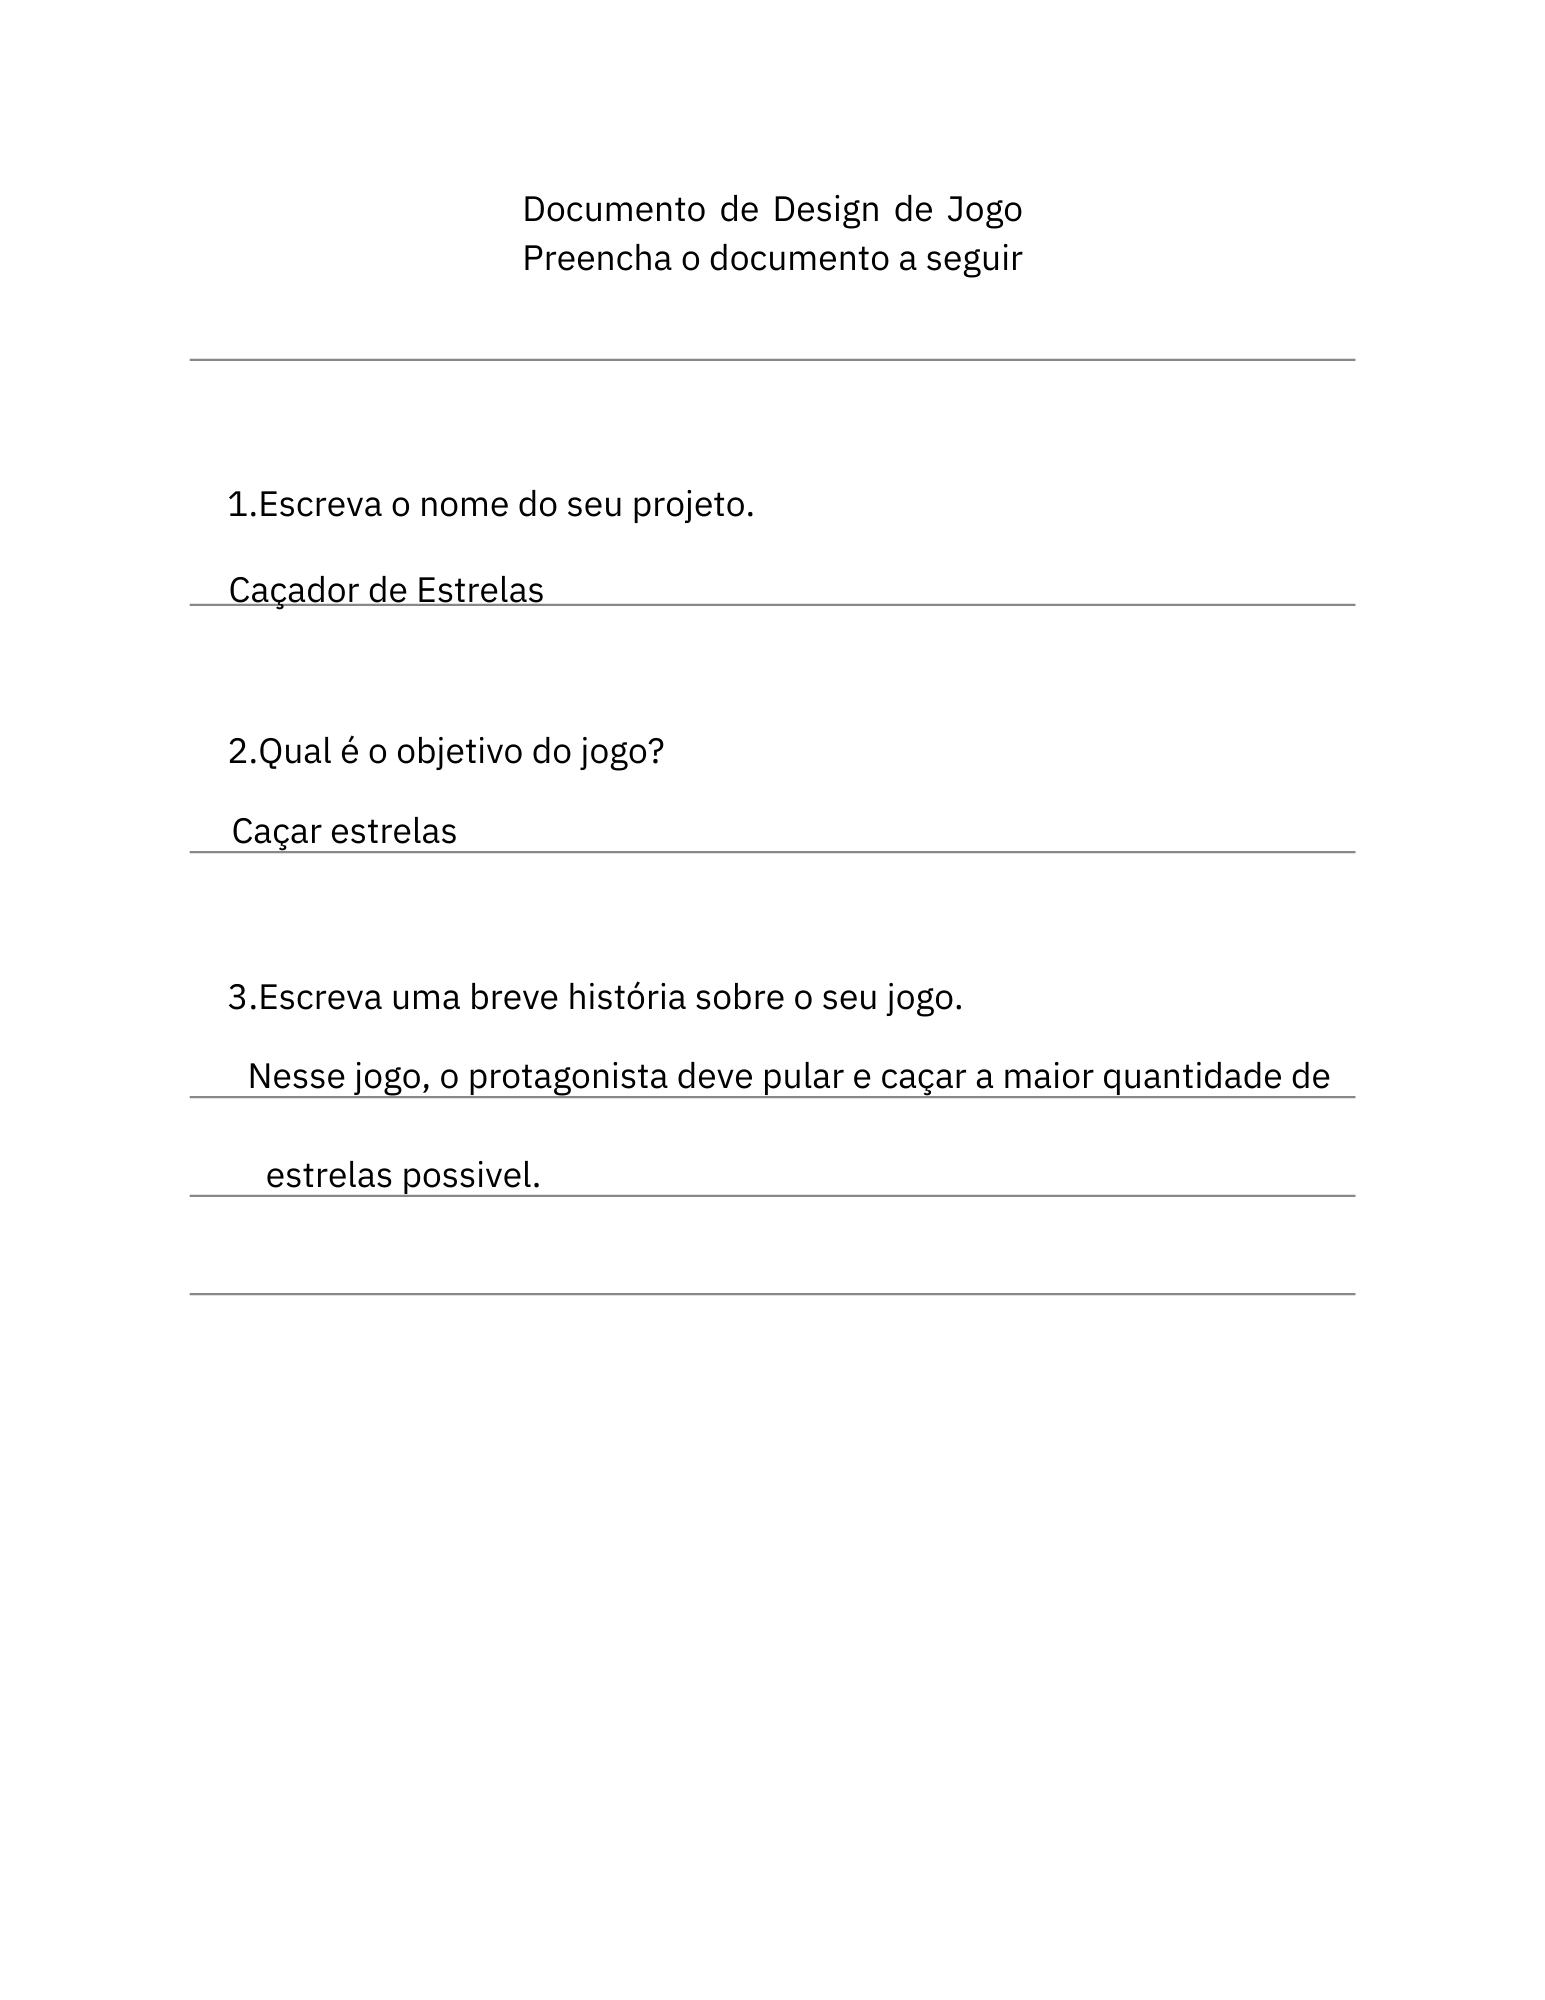 Documento de Design de Jogo
Preencha o documento a seguir
1.Escreva o nome do seu projeto.
Caçador de Estrelas
2.Qual é o objetivo do jogo?
Caçar estrelas
3.Escreva uma breve história sobre o seu jogo.
Nesse jogo, o protagonista deve pular e caçar a maior quantidade de
estrelas possivel.